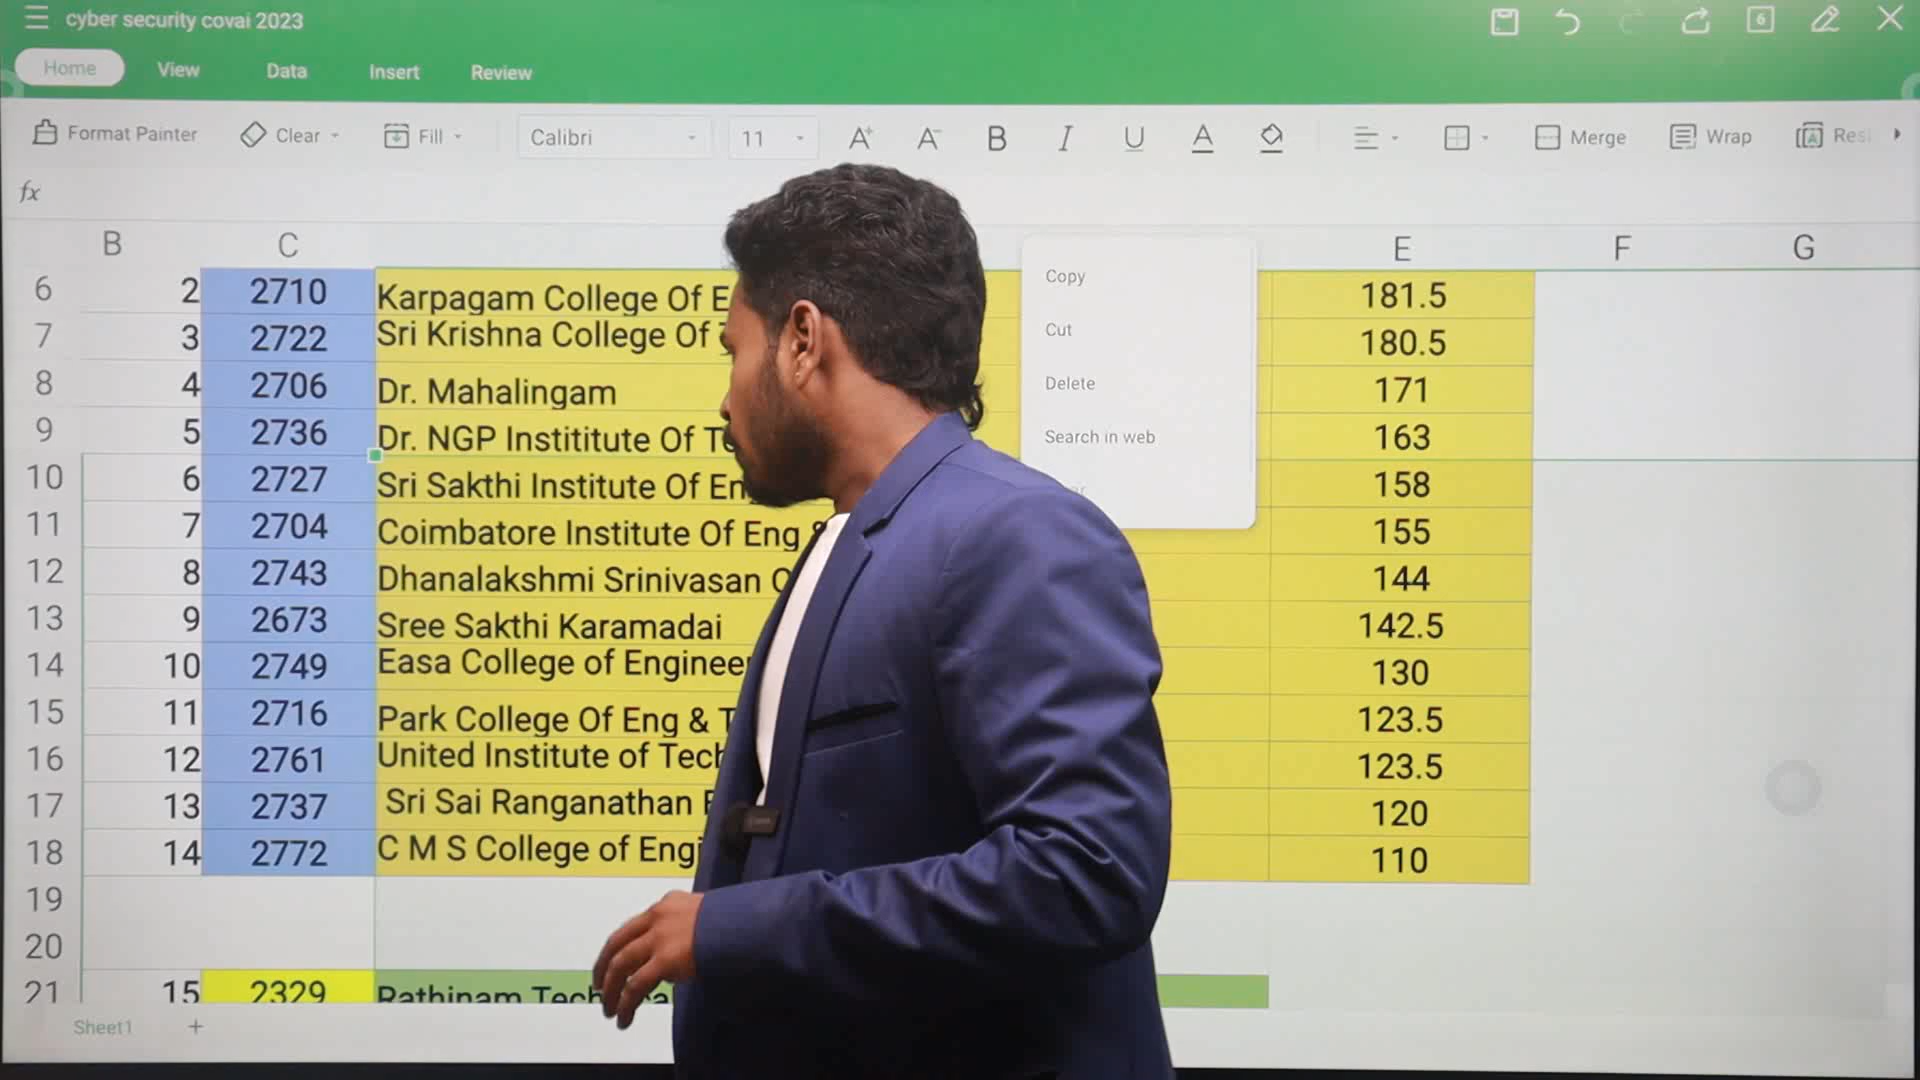 cyber security covai 2023
6
Home View Data Insert Review
Format Painter Clear Fill Calibri 11 A+ A- B I U A Merge Wrap
fx
B C E F G
6 2 2710 Karpagam College Of 181.5
7 3 2722 Sri Krishna College Of 180.5
8 4 2706 Dr. Mahalingam 171
9 5 2736 Dr. NGP Instititute Of 163
10 6 2727 Sri Sakthi Institute Of 158
11 7 2704 Coimbatore Institute Of Eng & 155
12 8 2743 Dhanalakshmi Srinivasan 144
13 9 2673 Sree Sakthi Karamadai 142.5
14 10 2749 Easa College of 130
15 11 2716 Park College Of Eng & 123.5
16 12 2761 United Institute of 123.5
17 13 2737 Sri Sai Ranganathan 120
18 14 2772 C M S College of 110
19
20
21 15 2329 Rathinam
Copy
Cut
Delete
Search in web
Sheet1 +